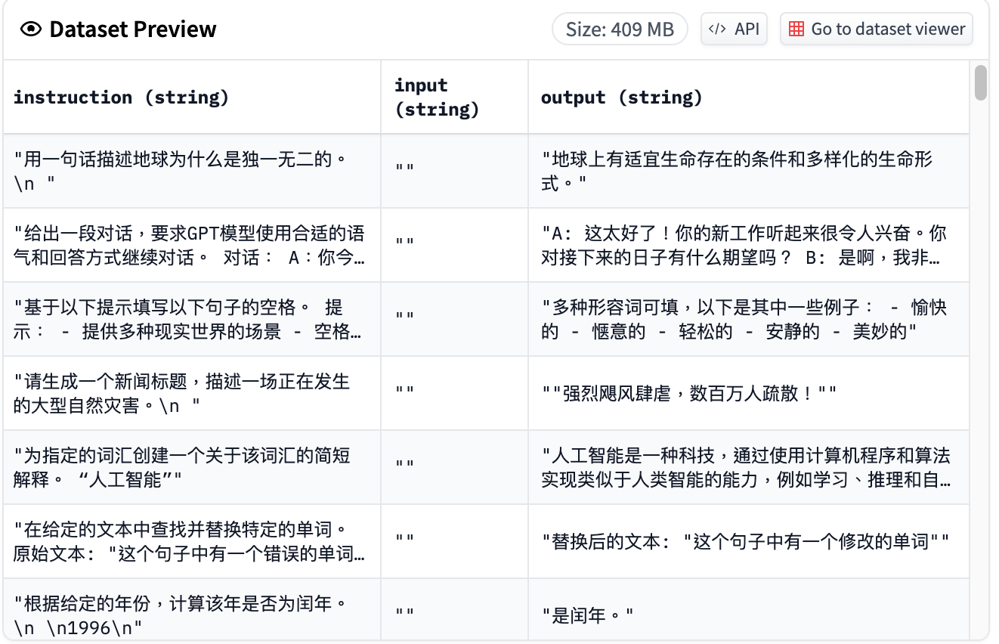 Dataset Preview
Size: 409 MB
</> API
Go to dataset viewer
instruction (string)
input
(string)
output (string)
"用一句话描述地球为什么是独一无二的。
\n "
""
"地球上有适宜生命存在的条件和多样化的生命形
式。"
"给出一段对话，要求GPT模型使用合适的语
气和回答方式继续对话。 对话： A：你今…
""
"A: 这太好了！你的新工作听起来很令人兴奋。你
对接下来的日子有什么期望吗？ B: 是啊，我非…
"基于以下提示填写以下句子的空格。 提
示： - 提供多种现实世界的场景 - 空格…
""
"多种形容词可填，以下是其中一些例子： - 愉快
的 - 惬意的 - 轻松的 - 安静的 - 美妙的"
"请生成一个新闻标题，描述一场正在发生
的大型自然灾害。\n "
""
""强烈飓风肆虐，数百万人疏散！""
"为指定的词汇创建一个关于该词汇的简短
解释。 “人工智能”"
""
"人工智能是一种科技，通过使用计算机程序和算法
实现类似于人类智能的能力，例如学习、推理和自…
"在给定的文本中查找并替换特定的单词。
原始文本: "这个句子中有一个错误的单词…
""
"替换后的文本: "这个句子中有一个修改的单词""
"根据给定的年份，计算该年是否为闰年。
\n \n1996\n"
""
"是闰年。"